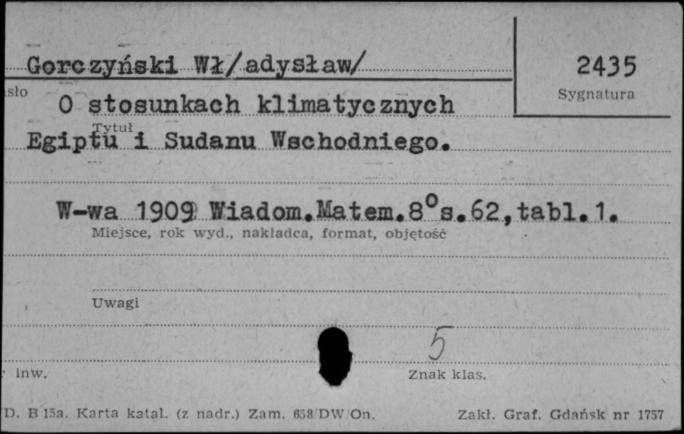 Gorczyński Wł/adysław/
2435
sło
Sygnatura
O stosunkach klimatycznych
Tytuł
Egiptu i Sudanu Wschodniego.
W-wa 1909 Wiadom.Matem.8°s.62,tabl.1.
Miejsce, rok wyd., nakładca, format, objętość
Uwagi
5
r inw.
Znak klas.
D. B 15a. Karta katal. (z nadr.) Zam. 658/DW/On.
Zakł. Graf. Gdańsk nr 1757